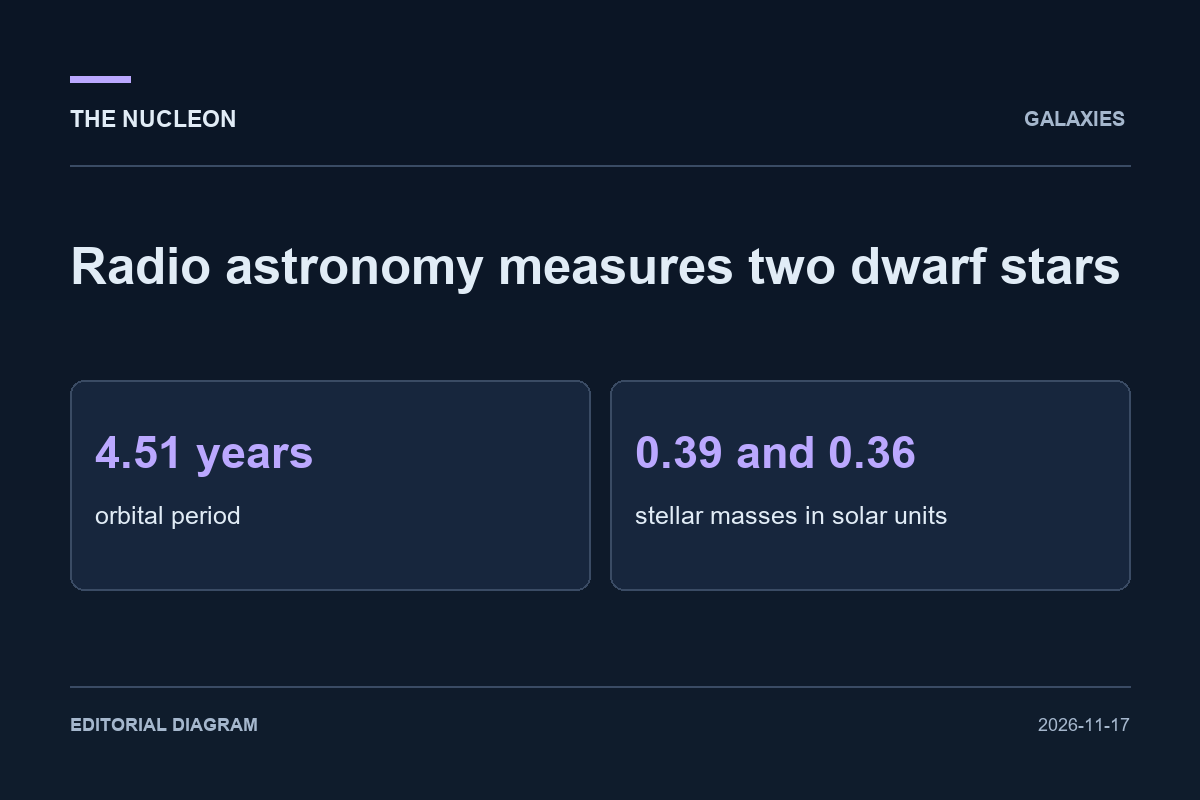 THE NUCLEON
GALAXIES
Radio astronomy measures two dwarf stars
4.51 years
orbital period
0.39 and 0.36
stellar masses in solar units
EDITORIAL DIAGRAM
2026-11-17